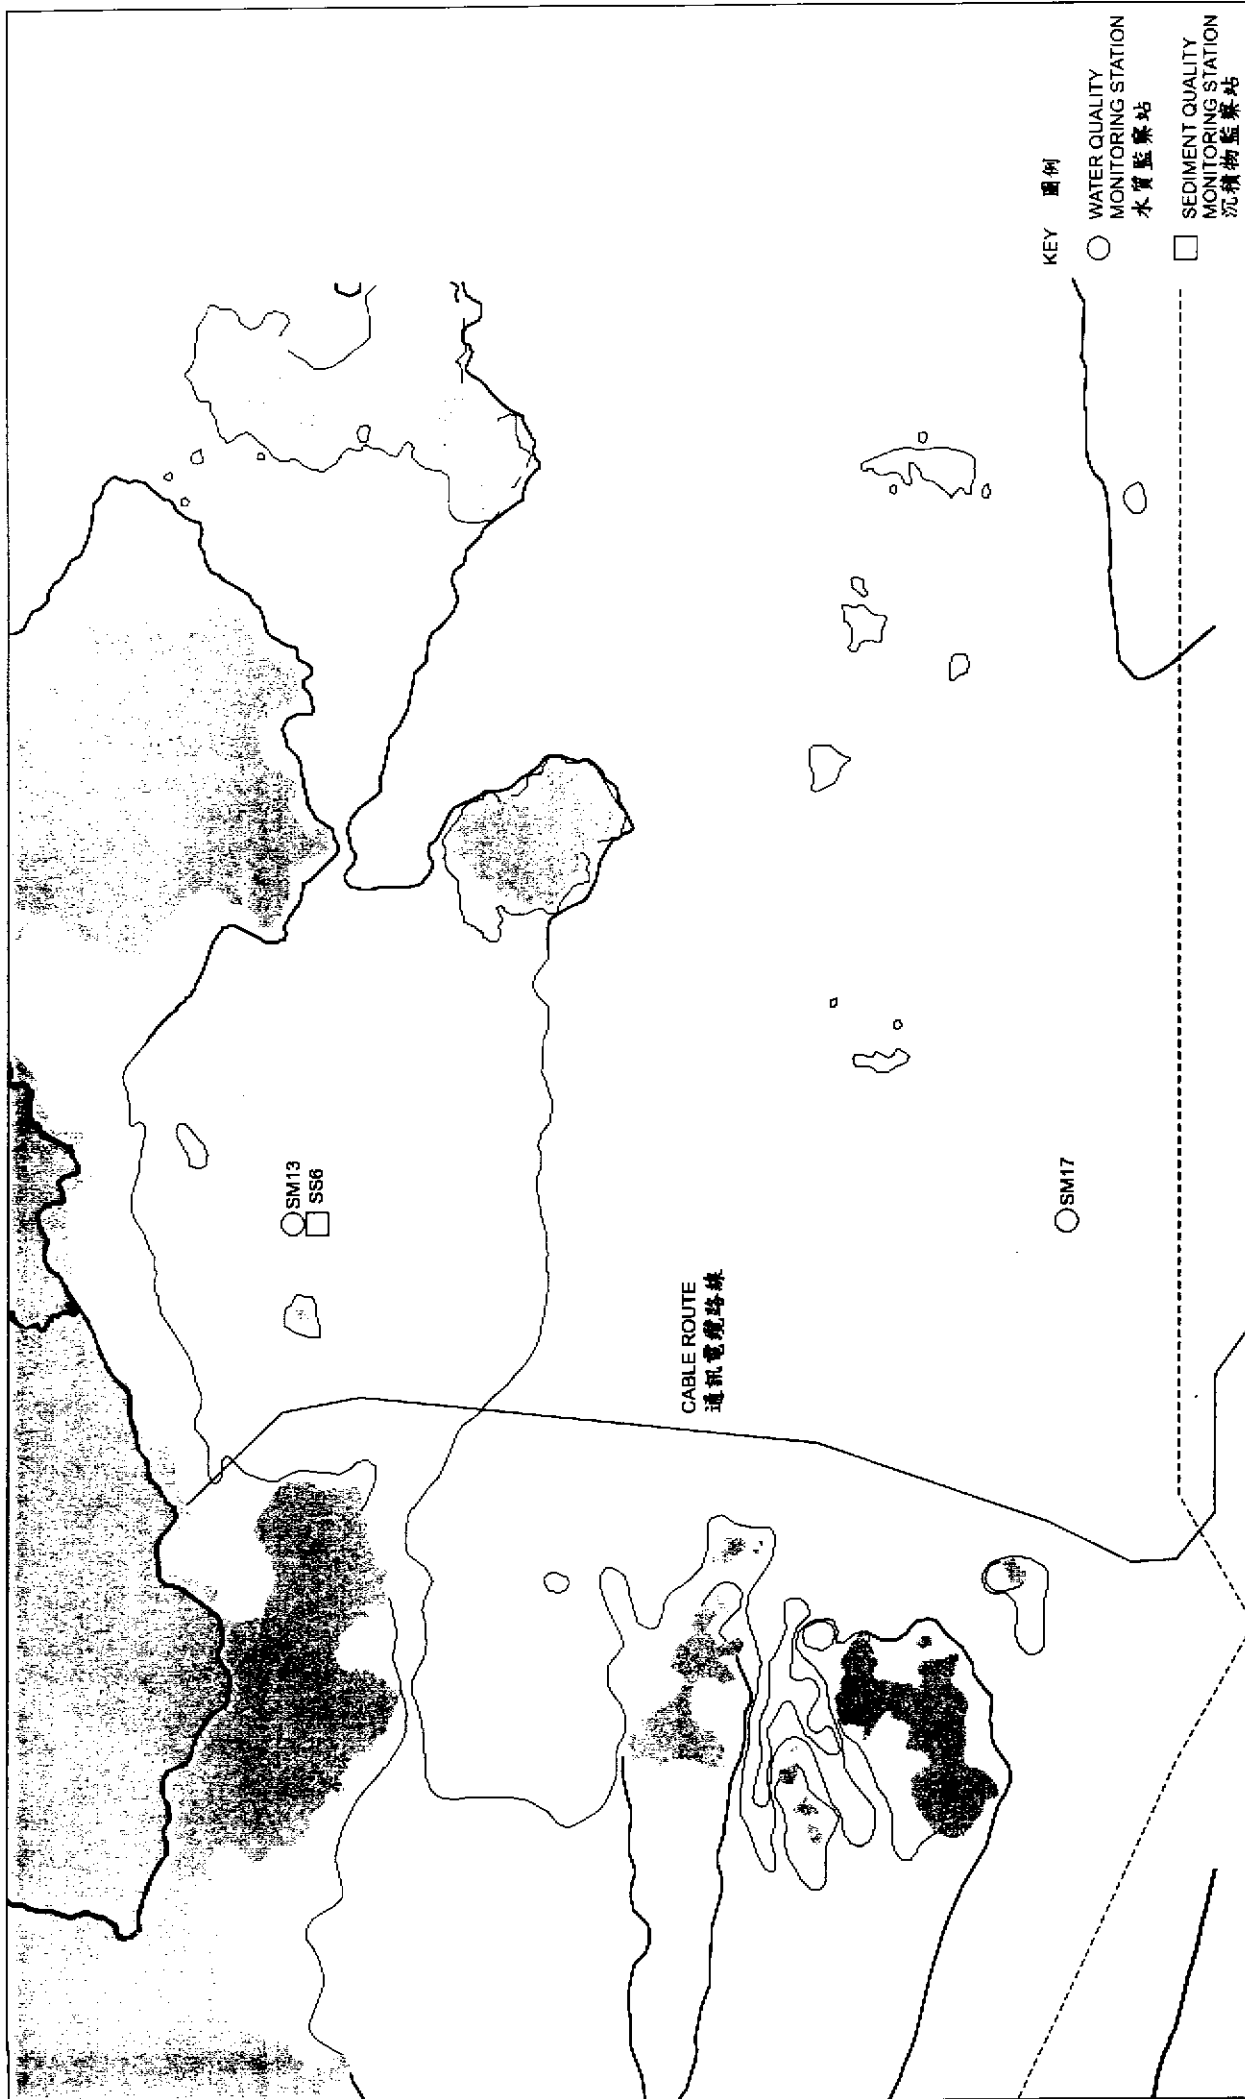 SM13
SS6
CABLE ROUTE
通訊電纜路線
SM17
KEY 圖例
WATER QUALITY
MONITORING STATION
水質監察站
SEDIMENT QUALITY
MONITORING STATION
沉積物監察站